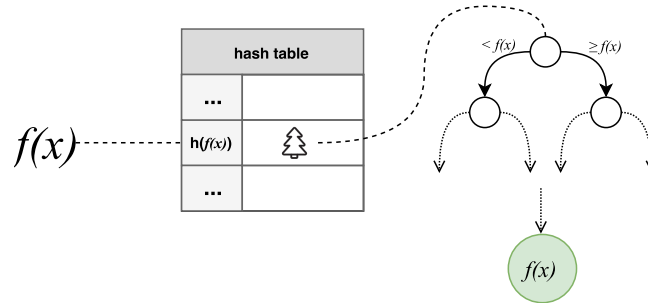 hash table
...
f(x)
h(f(x))
...
< f(x)
≥ f(x)
f(x)